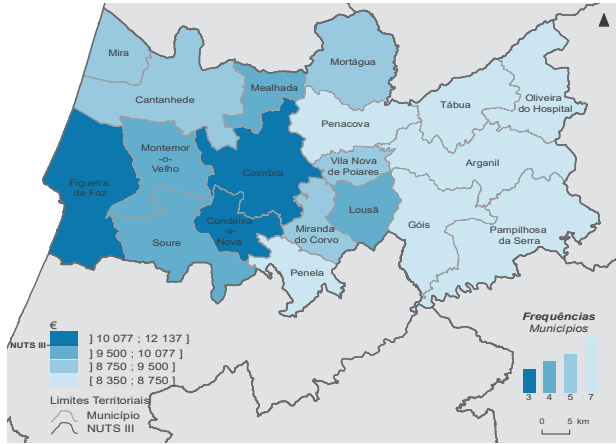 Mira
Mortágua
Mealhada
Cantanhede
Tábua
Oliveira
do Hospital
Penacova
Montemor
-o-
Velho
Coimbra
Vila Nova
de Poiares
Arganil
Figueira
da Foz
Lousã
Condeixa
-a-
Nova
Miranda
do Corvo
Góis
Pampilhosa
da Serra
Soure
Penela
€
NUTS III
] 10 077 ; 12 137 ]
] 9 500 ; 10 077 ]
] 8 750 ; 9 500 ]
[ 8 350 ; 8 750 ]
Limites Territoriais
Município
NUTS III
Frequências
Municípios
3 4 5 7
0 5 km